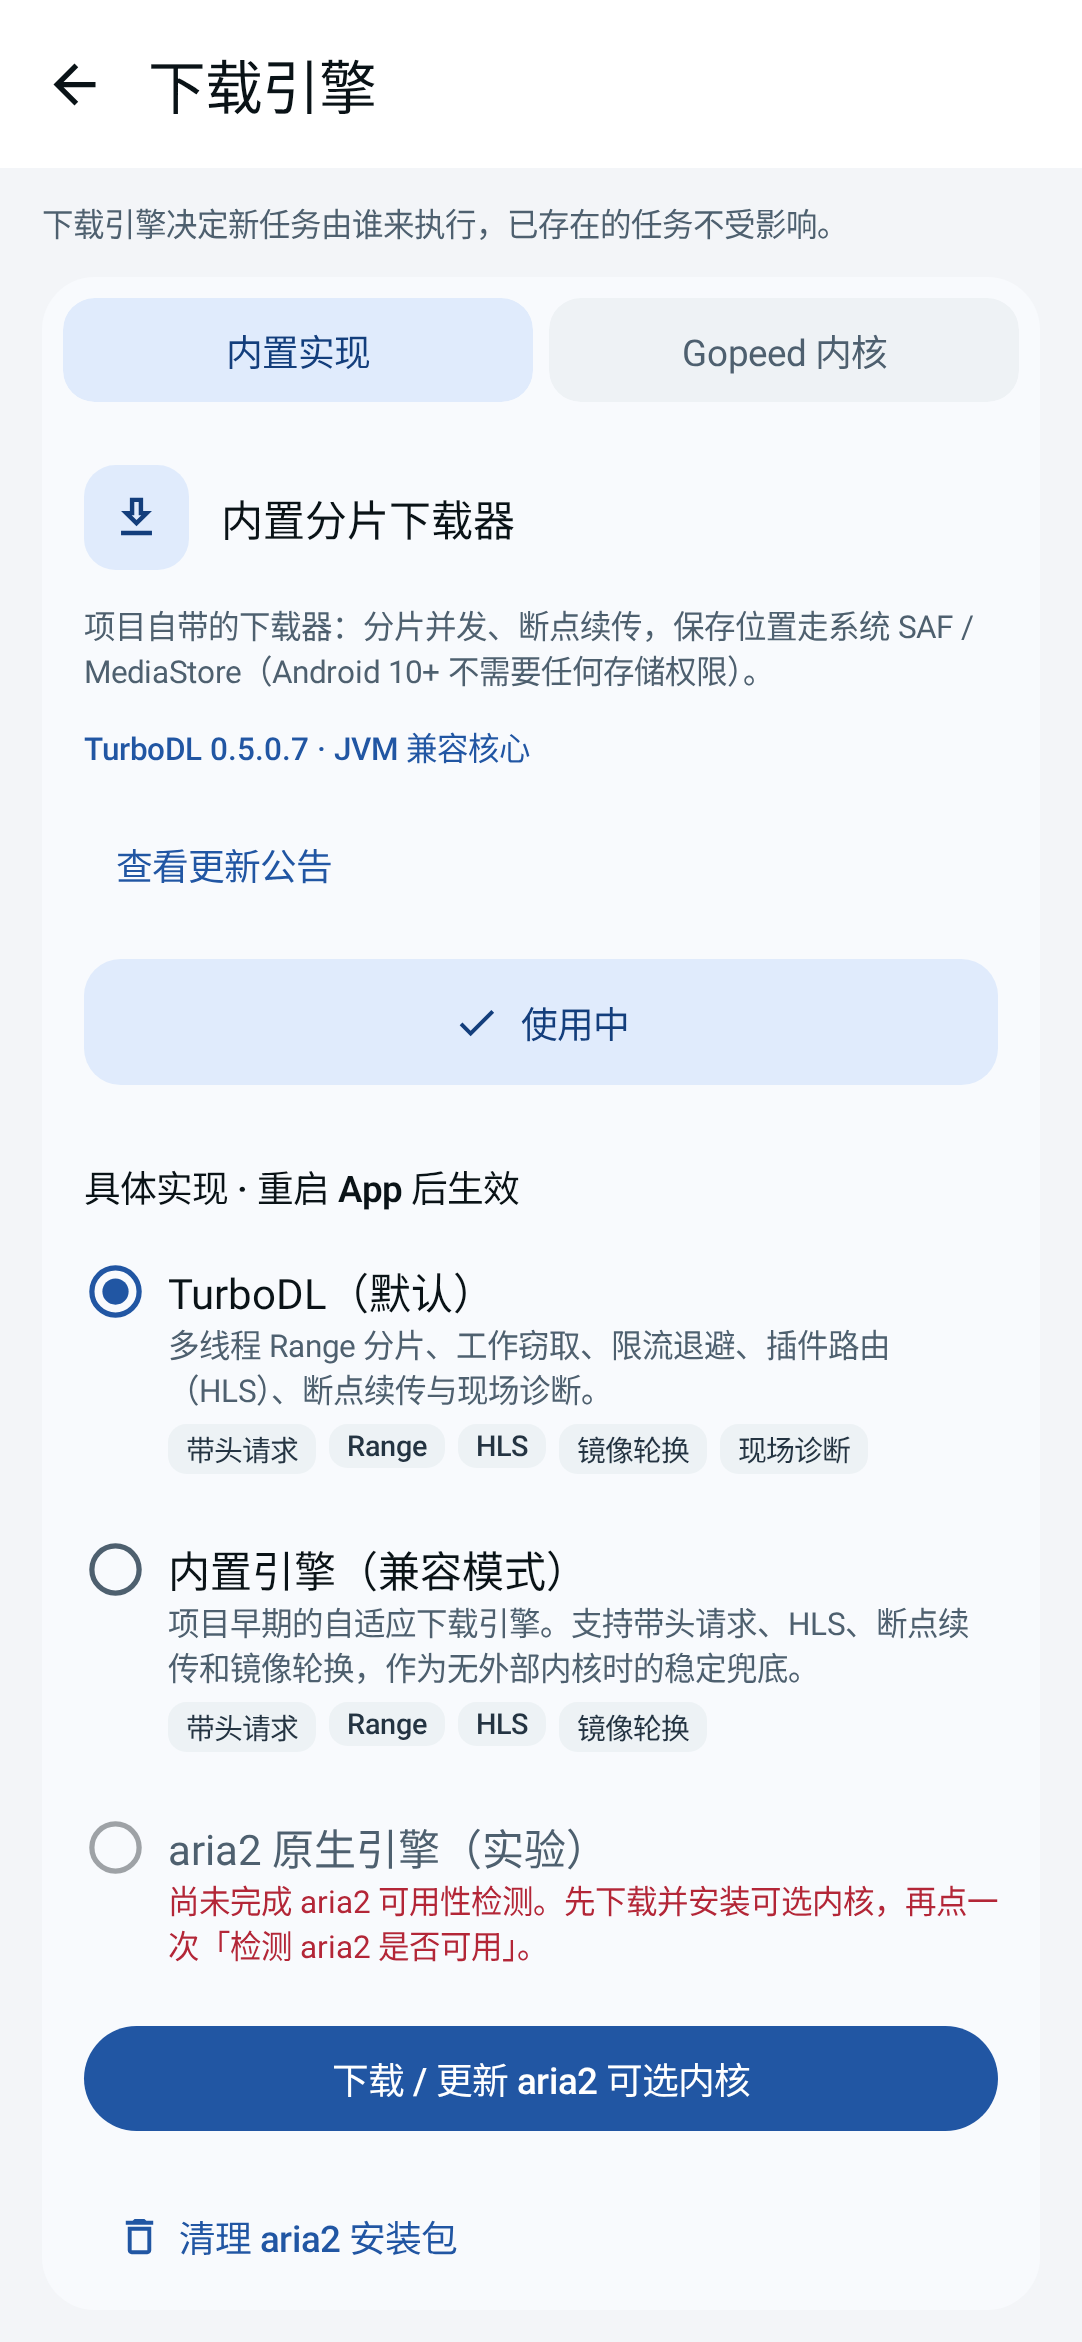 下载引擎
下载引擎决定新任务由谁来执行，已存在的任务不受影响。
内置实现
Gopeed 内核
内置分片下载器
项目自带的下载器：分片并发、断点续传，保存位置走系统 SAF /
MediaStore（Android 10+ 不需要任何存储权限）。
TurboDL 0.5.0.7 · JVM 兼容核心
查看更新公告
使用中
具体实现 · 重启 App 后生效
TurboDL（默认）
多线程 Range 分片、工作窃取、限流退避、插件路由
（HLS）、断点续传与现场诊断。
带头请求 Range HLS 镜像轮换 现场诊断
内置引擎（兼容模式）
项目早期的自适应下载引擎。支持带头请求、HLS、断点续
传和镜像轮换，作为无外部内核时的稳定兜底。
带头请求 Range HLS 镜像轮换
aria2 原生引擎（实验）
尚未完成 aria2 可用性检测。先下载并安装可选内核，再点一
次「检测 aria2 是否可用」。
下载 / 更新 aria2 可选内核
清理 aria2 安装包